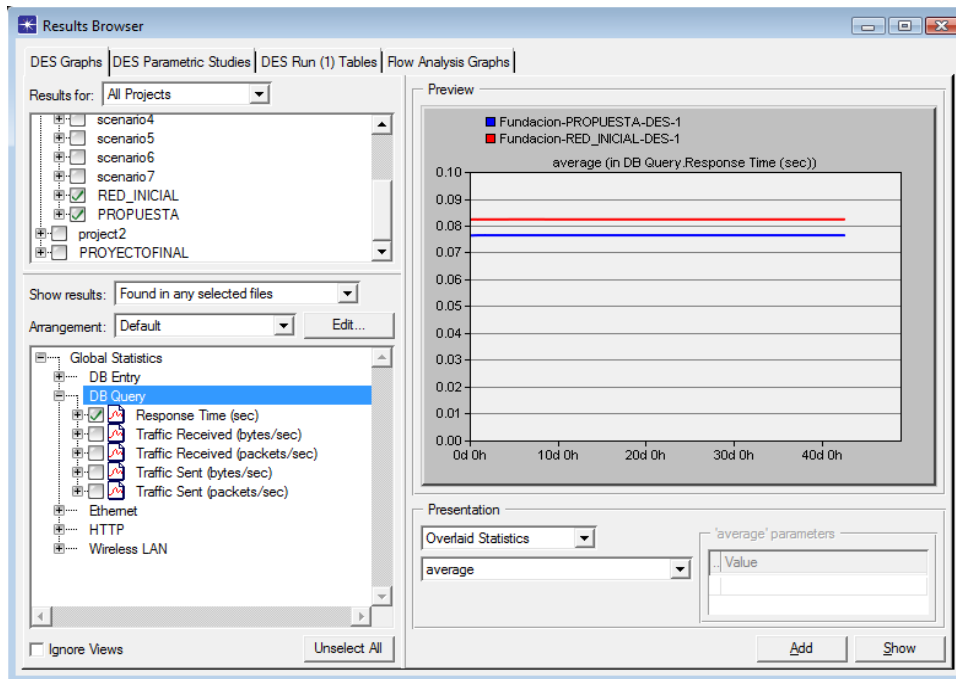 Results Browser
DES Graphs DES Parametric Studies DES Run (1) Tables Flow Analysis Graphs
Results for: All Projects
scenario4
scenario5
scenario6
scenario7
RED_INICIAL
PROPUESTA
project2
PROYECTOFINAL
Show results: Found in any selected files
Arrangement: Default Edit...
Global Statistics
DB Entry
DB Query
Response Time (sec)
Traffic Received (bytes/sec)
Traffic Received (packets/sec)
Traffic Sent (bytes/sec)
Traffic Sent (packets/sec)
Ethernet
HTTP
Wireless LAN
Ignore Views Unselect All
Preview
Fundacion-PROPUESTA-DES-1
Fundacion-RED_INICIAL-DES-1
average (in DB Query.Response Time (sec))
0.10
0.09
0.08
0.07
0.06
0.05
0.04
0.03
0.02
0.01
0.00
0d 0h 10d 0h 20d 0h 30d 0h 40d 0h
Presentation
Overlaid Statistics
average
'average' parameters
.. Value
Add Show